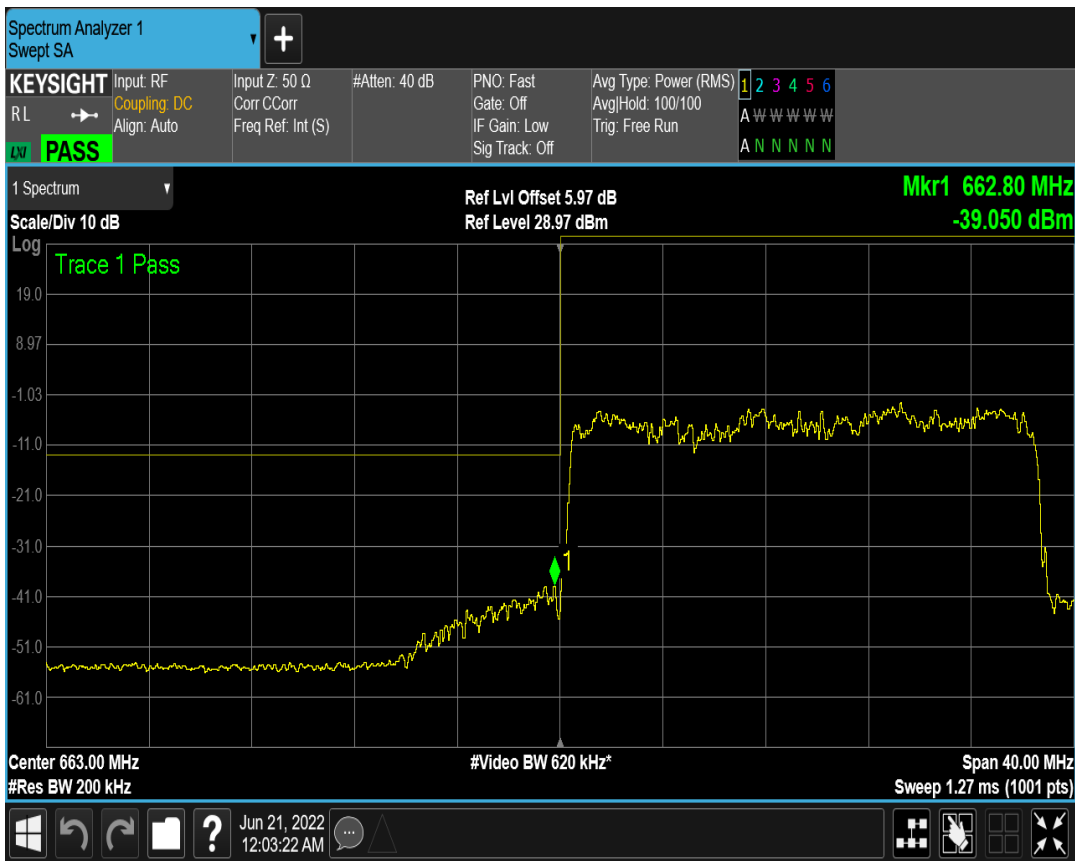 Spectrum Analyzer 1
Swept SA
+
KEYSIGHT
R L
LXI PASS
Input: RF
Coupling: DC
Align: Auto
Input Z: 50 Ω
Corr CCorr
Freq Ref: Int (S)
#Atten: 40 dB
PNO: Fast
Gate: Off
IF Gain: Low
Sig Track: Off
Avg Type: Power (RMS)
Avg|Hold: 100/100
Trig: Free Run
1 2 3 4 5 6
A W W W W W
A N N N N N
1 Spectrum
Scale/Div 10 dB
Ref Lvl Offset 5.97 dB
Ref Level 28.97 dBm
Mkr1 662.80 MHz
-39.050 dBm
Log
Trace 1 Pass
19.0
8.97
-1.03
-11.0
-21.0
-31.0
1
-41.0
-51.0
-61.0
Center 663.00 MHz
#Res BW 200 kHz
#Video BW 620 kHz*
Span 40.00 MHz
Sweep 1.27 ms (1001 pts)
?
Jun 21, 2022
12:03:22 AM